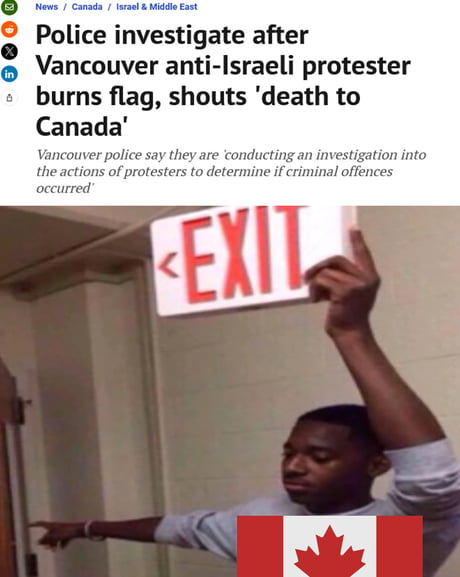 News / Canada / Israel & Middle East
Police investigate after
Vancouver anti-Israeli protester
burns flag, shouts 'death to
Canada'
Vancouver police say they are 'conducting an investigation into
the actions of protesters to determine if criminal offences
occurred'
<EXIT